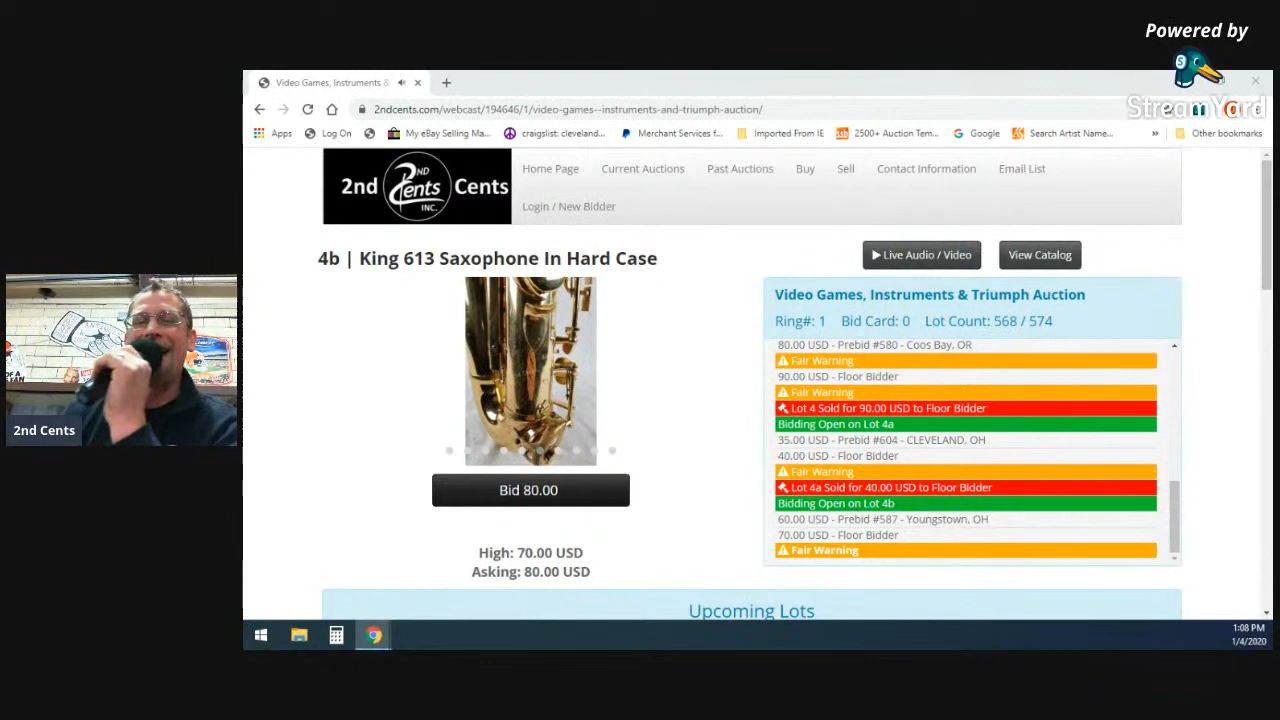 Powered by
StreamYard
Video Games, Instruments &
2ndcents.com/webcast/194646/1/video-games--instruments-and-triumph-auction/
Apps
Log On
My eBay Selling Ma...
craigslist: cleveland...
Merchant Services f...
Imported From IE
2500+ Auction Tem...
Google
Search Artist Name...
»
Other bookmarks
2nd
2ND
Cents
INC.
Cents
Home Page
Current Auctions
Past Auctions
Buy
Sell
Contact Information
Email List
Login / New Bidder
4b | King 613 Saxophone In Hard Case
Live Audio / Video
View Catalog
Bid 80.00
High: 70.00 USD
Asking: 80.00 USD
Video Games, Instruments & Triumph Auction
Ring#: 1 Bid Card: 0 Lot Count: 568 / 574
80.00 USD - Prebid #580 - Coos Bay, OR
Fair Warning
90.00 USD - Floor Bidder
Fair Warning
Lot 4 Sold for 90.00 USD to Floor Bidder
Bidding Open on Lot 4a
35.00 USD - Prebid #604 - CLEVELAND, OH
40.00 USD - Floor Bidder
Fair Warning
Lot 4a Sold for 40.00 USD to Floor Bidder
Bidding Open on Lot 4b
60.00 USD - Prebid #587 - Youngstown, OH
70.00 USD - Floor Bidder
Fair Warning
Upcoming Lots
2nd Cents
1:08 PM
1/4/2020